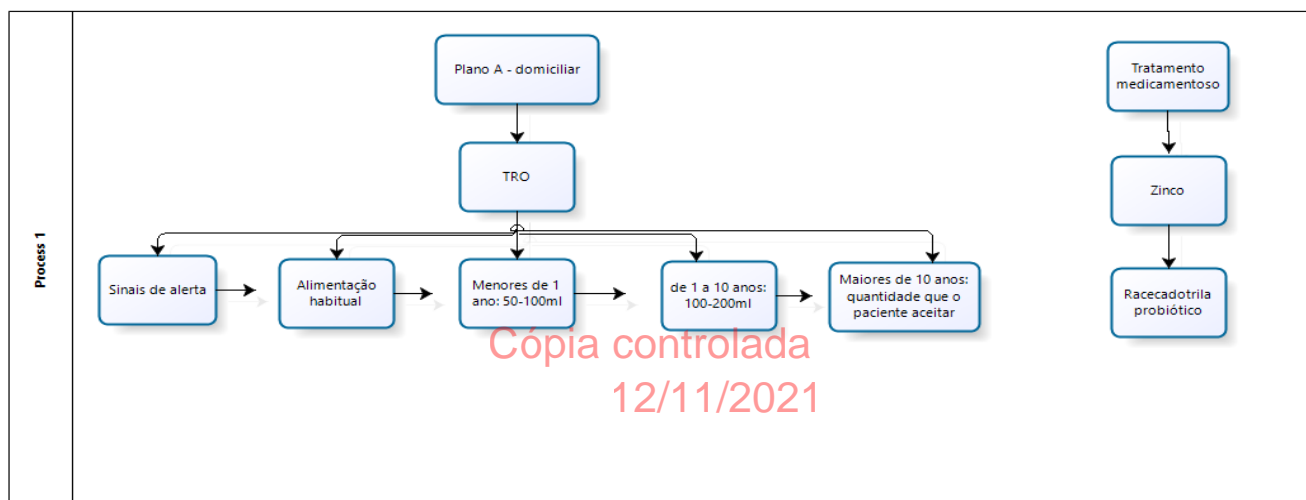 Process 1
Plano A - domiciliar
TRO
Sinais de alerta
Alimentação
habitual
Menores de 1
ano: 50-100ml
de 1 a 10 anos:
100-200ml
Maiores de 10 anos:
quantidade que o
paciente aceitar
Tratamento
medicamentoso
Zinco
Racecadotrila
probiótico
Cópia controlada
12/11/2021